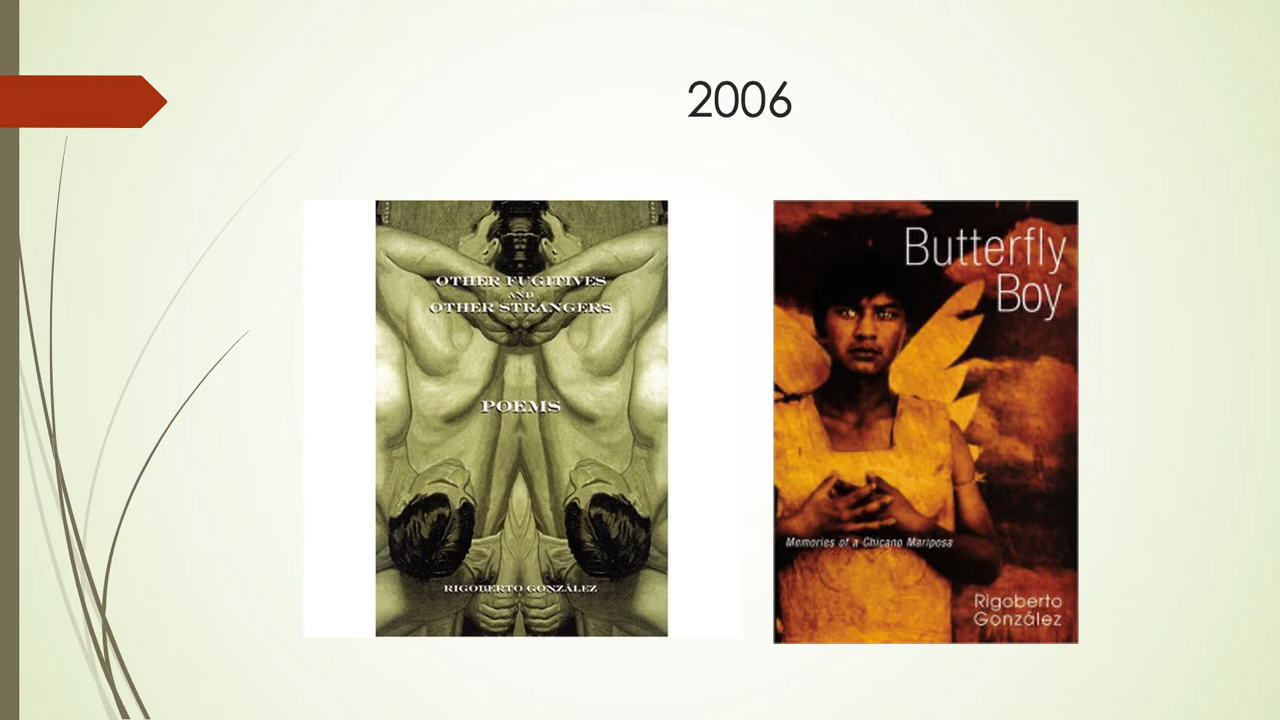 2006
OTHER FUGITIVES
AND
OTHER STRANGERS
POEMS
RIGOBERTO GONZÁLEZ
Butterfly
Boy
Memories of a Chicano Mariposa
Rigoberto
González